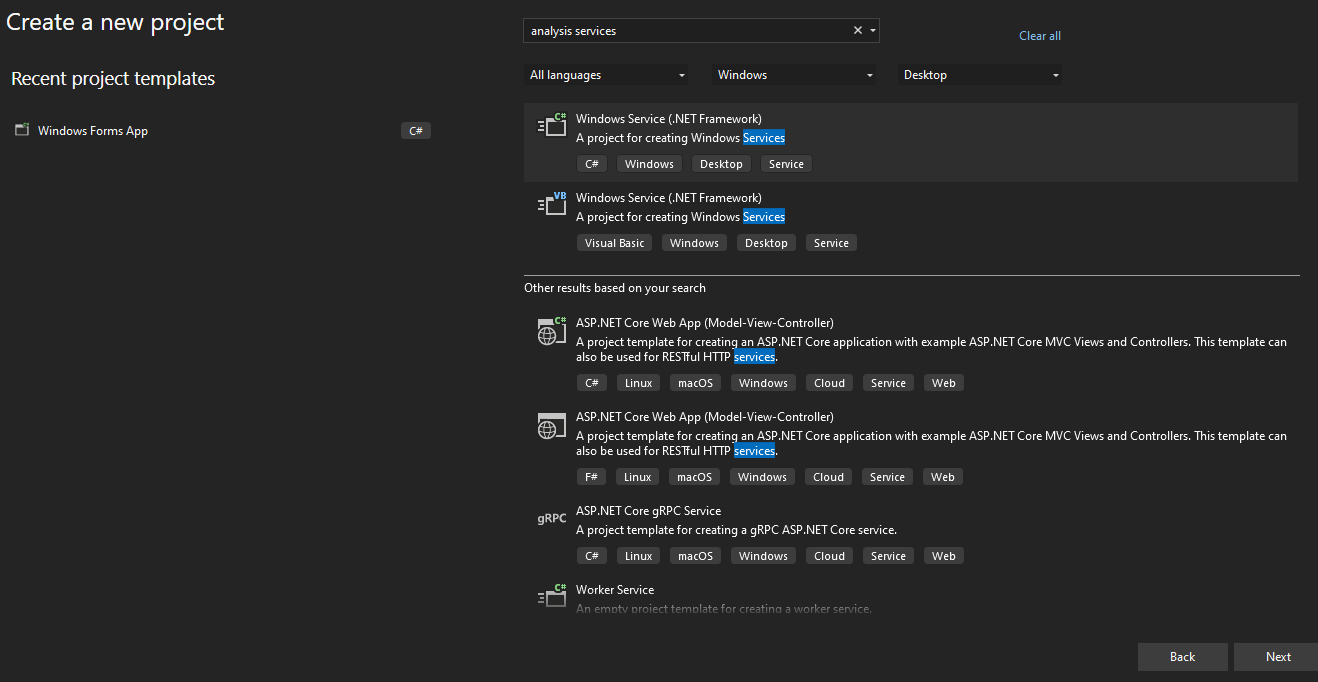 Create a new project
Recent project templates
Windows Forms App
C#
analysis services
Clear all
All languages
Windows
Desktop
C#
Windows Service (.NET Framework)
A project for creating Windows Services
C#
Windows
Desktop
Service
VB
Windows Service (.NET Framework)
A project for creating Windows Services
Visual Basic
Windows
Desktop
Service
Other results based on your search
C#
ASP.NET Core Web App (Model-View-Controller)
A project template for creating an ASP.NET Core application with example ASP.NET Core MVC Views and Controllers. This template can
also be used for RESTful HTTP services.
C#
Linux
macOS
Windows
Cloud
Service
Web
ASP.NET Core Web App (Model-View-Controller)
A project template for creating an ASP.NET Core application with example ASP.NET Core MVC Views and Controllers. This template can
also be used for RESTful HTTP services.
F#
Linux
macOS
Windows
Cloud
Service
Web
gRPC
ASP.NET Core gRPC Service
A project template for creating a gRPC ASP.NET Core service.
C#
Linux
macOS
Windows
Cloud
Service
Web
C#
Worker Service
An empty project template for creating a worker service.
Back
Next